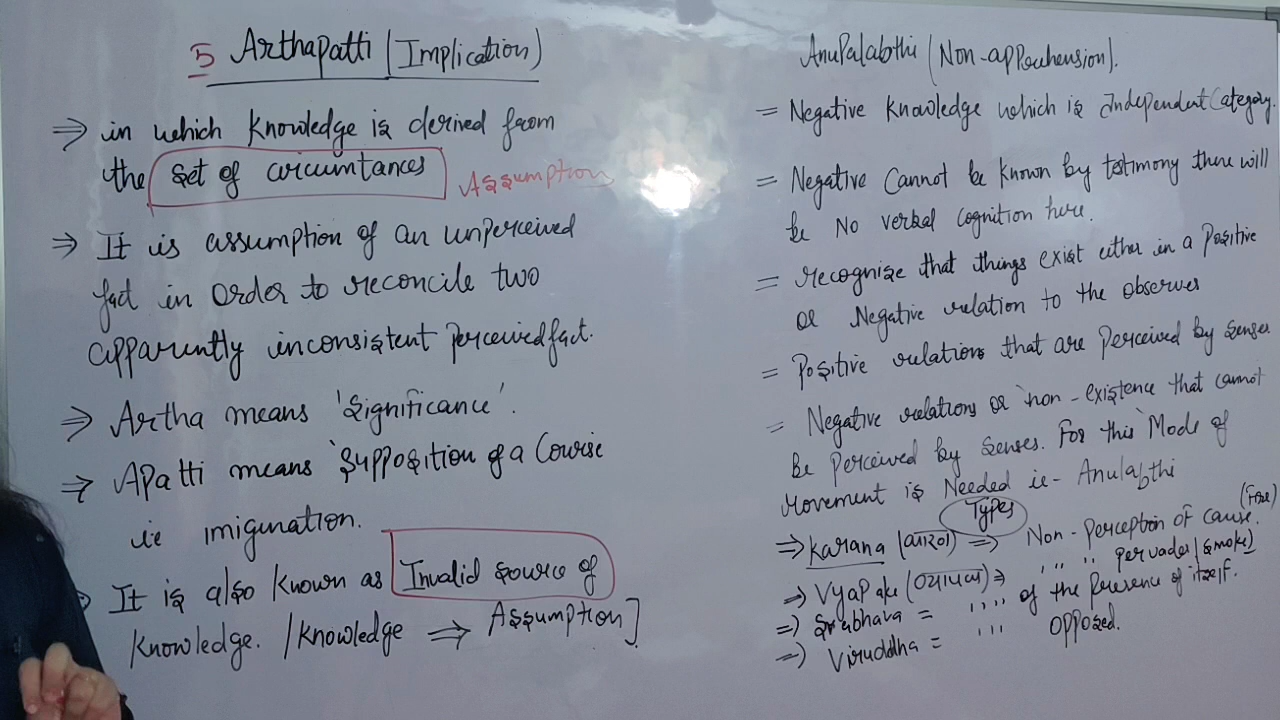 5 Arthapatti (Implication)
⇒ in which knowledge is derived from
the set of circumtances Assumption
⇒ It is assumption of an unperceived
fact in order to reconcile two
apparently inconsistent perceived fact.
⇒ Artha means 'Significance'.
⇒ APatti means 'Supposition of a Course
i.e imigination.
⇒ It is also known as Invalid source of
knowledge. / knowledge ⇒ Assumption]
AnuPalabthi (Non-apprehension).
= Negative knowledge which is Independent Category.
= Negative Cannot be known by testimony there will
be No verbal cognition here.
= recognize that things exist either in a Positive
or Negative relation to the observer
= Positive relations that are Perceived by Senses
= Negative relations or 'non-existence that cannot
Be Perceived by Senses. For this Mode of
Movement is Needed ie- Anulabthi
Types
⇒ Karana (कारण) ⇒ Non-Perception of cause. (Fire)
⇒ VyaPake (व्यापक) ⇒ ,, ,, ,, pervader (smoke)
⇒ Swabhava = ,, ,, of the Presence of itself.
⇒ Viruddha = ,,, opposed.